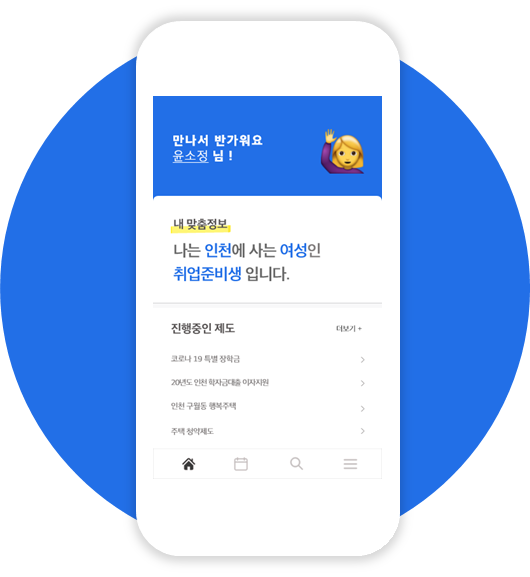 만나서 반가워요
윤소정 님 !
내 맞춤정보
나는 인천에 사는 여성인
취업준비생 입니다.
진행중인 제도
더보기 +
코로나 19 특별 장학금
20년도 인천 학자금대출 이자지원
인천 구월동 행복주택
주택 청약제도